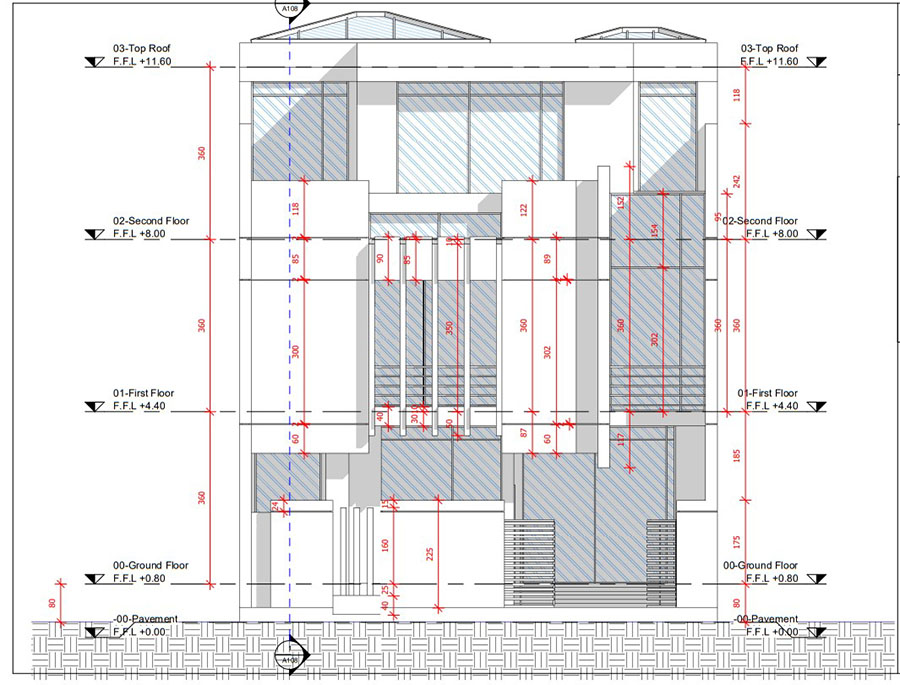 A108
03-Top Roof
F.F.L +11.60
03-Top Roof
F.F.L +11.60
118
360
242
118
122
152
154
95
02-Second Floor
F.F.L +8.00
02-Second Floor
F.F.L +8.00
85
90
85
89
360
300
350
360
302
360
302
360
360
01-First Floor
F.F.L +4.40
01-First Floor
F.F.L +4.40
40
30
60
87
60
117
185
360
24
15
160
225
175
00-Ground Floor
F.F.L +0.80
00-Ground Floor
F.F.L +0.80
25
40
80
80
-00-Pavement
F.F.L +0.00
-00-Pavement
F.F.L +0.00
1
A108